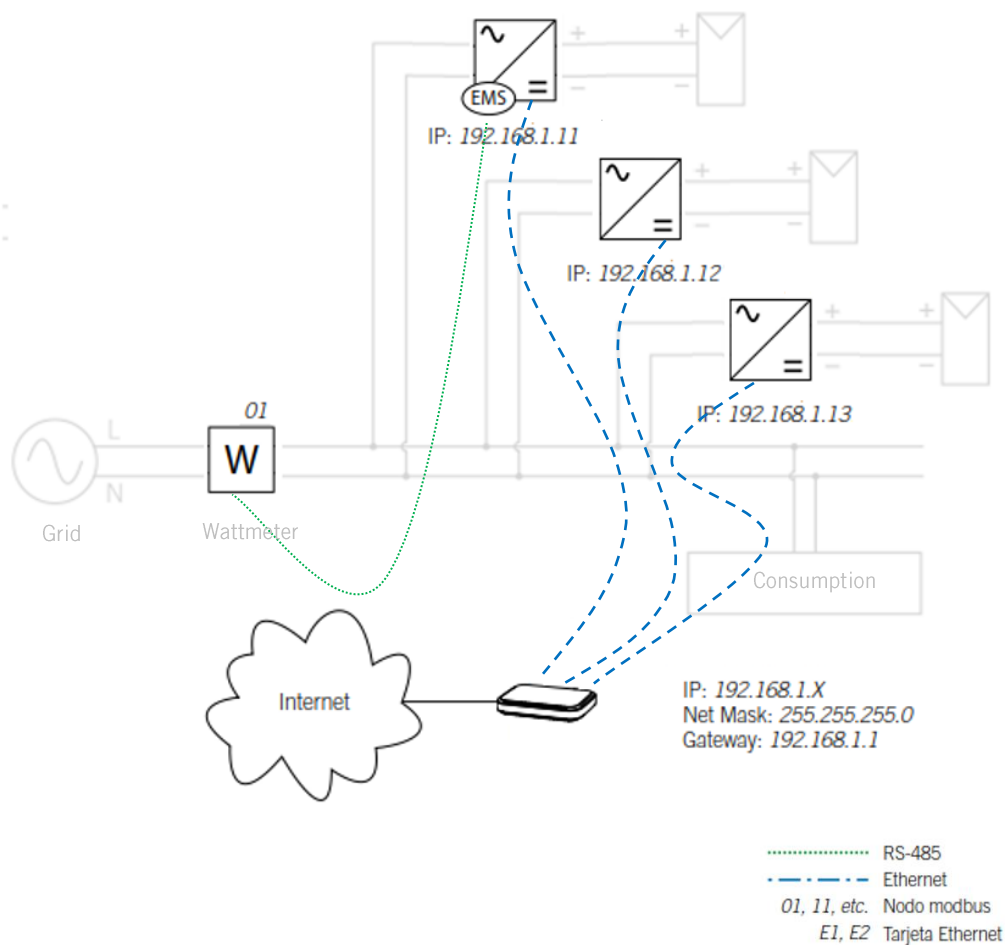 + +
− −
EMS
IP: 192.168.1.11
+ +
− −
IP: 192.168.1.12
+ +
− −
IP: 192.168.1.13
01
L
W
N
Grid
Wattmeter
Consumption
Internet
IP: 192.168.1.X
Net Mask: 255.255.255.0
Gateway: 192.168.1.1
RS-485
Ethernet
01, 11, etc. Nodo modbus
E1, E2 Tarjeta Ethernet